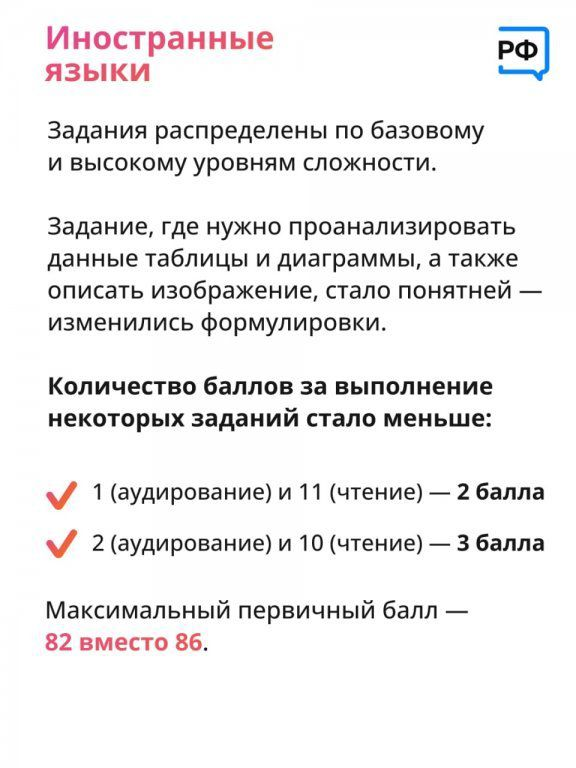 Иностранные
языки
РФ
Задания распределены по базовому
и высокому уровням сложности.
Задание, где нужно проанализировать
данные таблицы и диаграммы, а также
описать изображение, стало понятней —
изменились формулировки.
Количество баллов за выполнение
некоторых заданий стало меньше:
1 (аудирование) и 11 (чтение) — 2 балла
2 (аудирование) и 10 (чтение) — 3 балла
Максимальный первичный балл —
82 вместо 86.